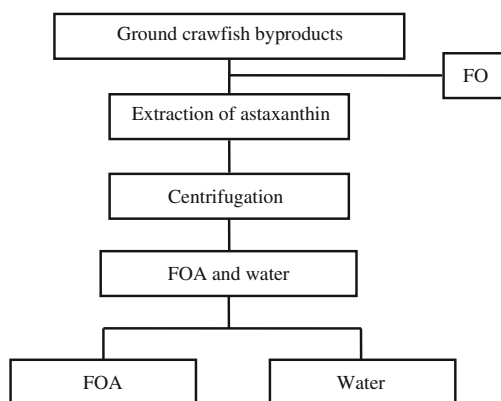 Ground crawfish byproducts
FO
Extraction of astaxanthin
Centrifugation
FOA and water
FOA
Water